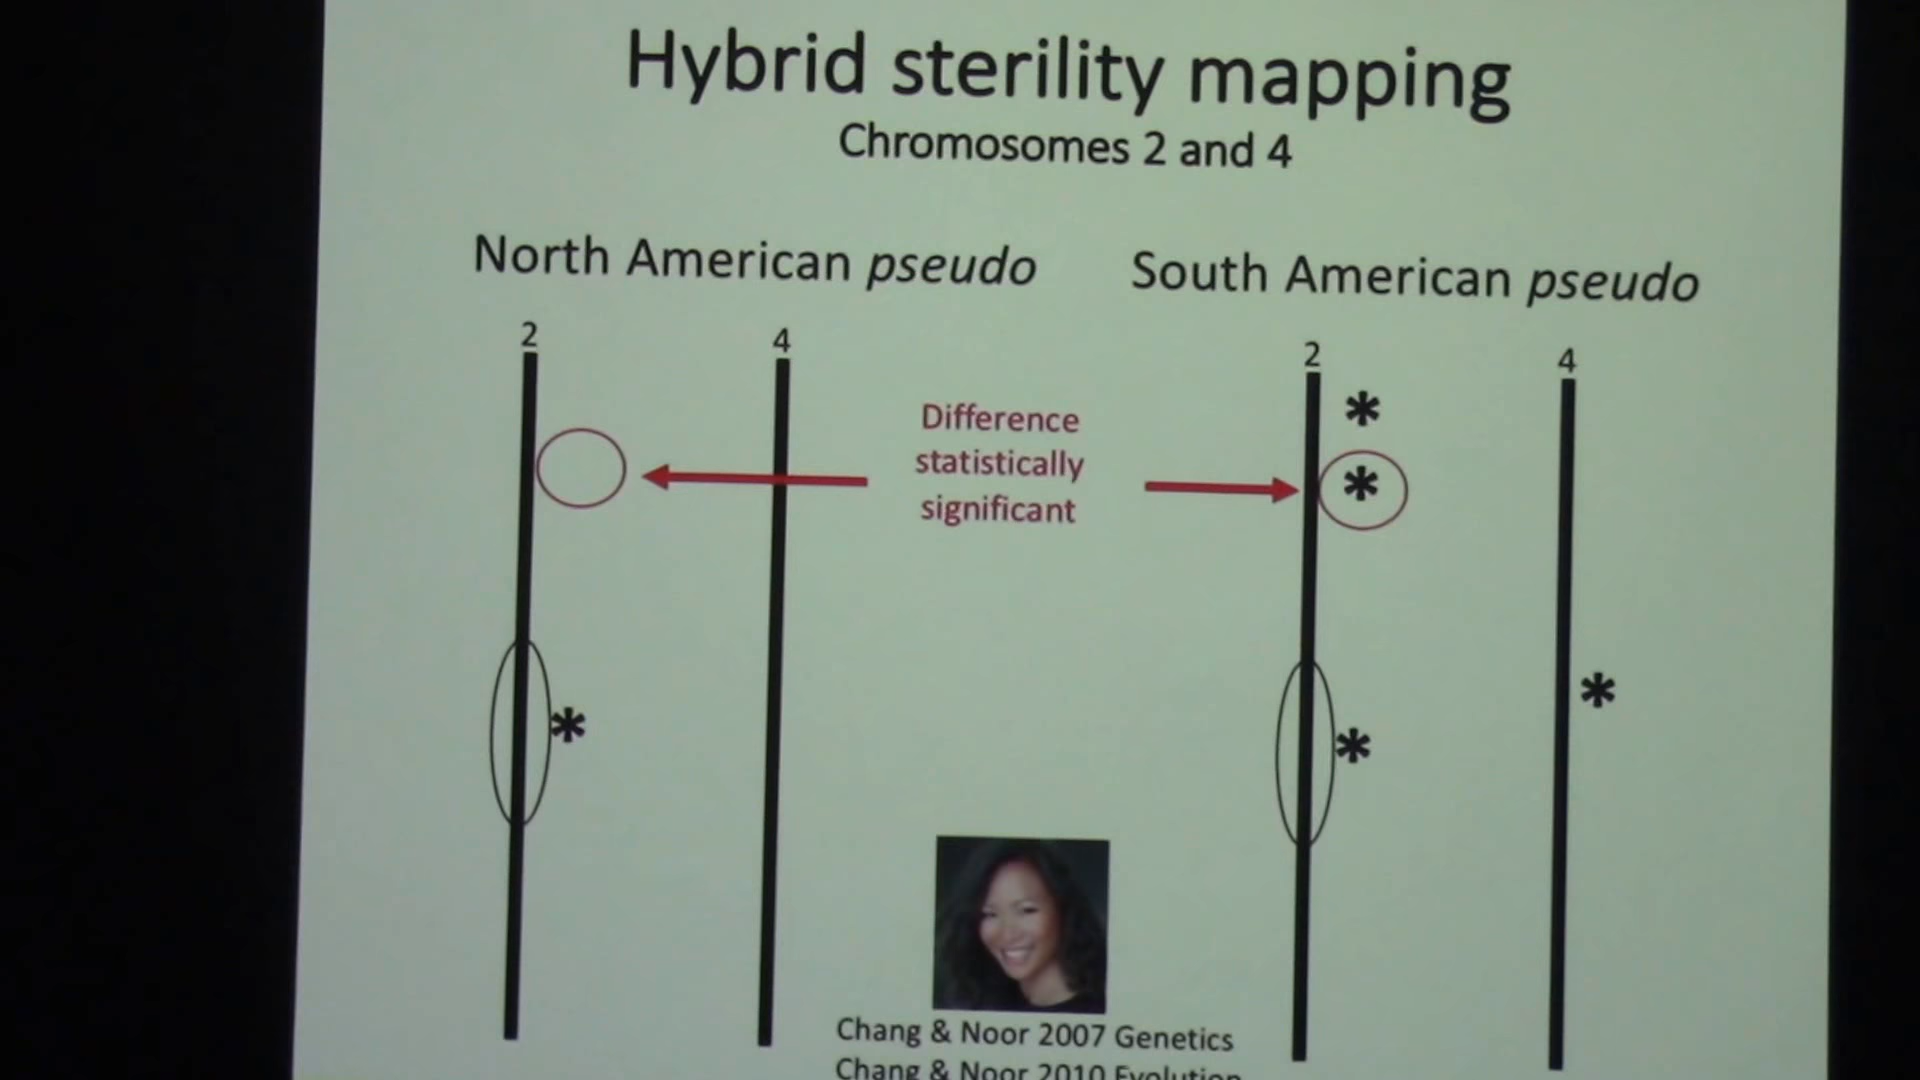 Hybrid sterility mapping
Chromosomes 2 and 4
North American pseudo
South American pseudo
2
4
2
4
Difference
statistically
significant
*
*
*
*
*
Chang & Noor 2007 Genetics
Chang & Noor 2010 Evolution